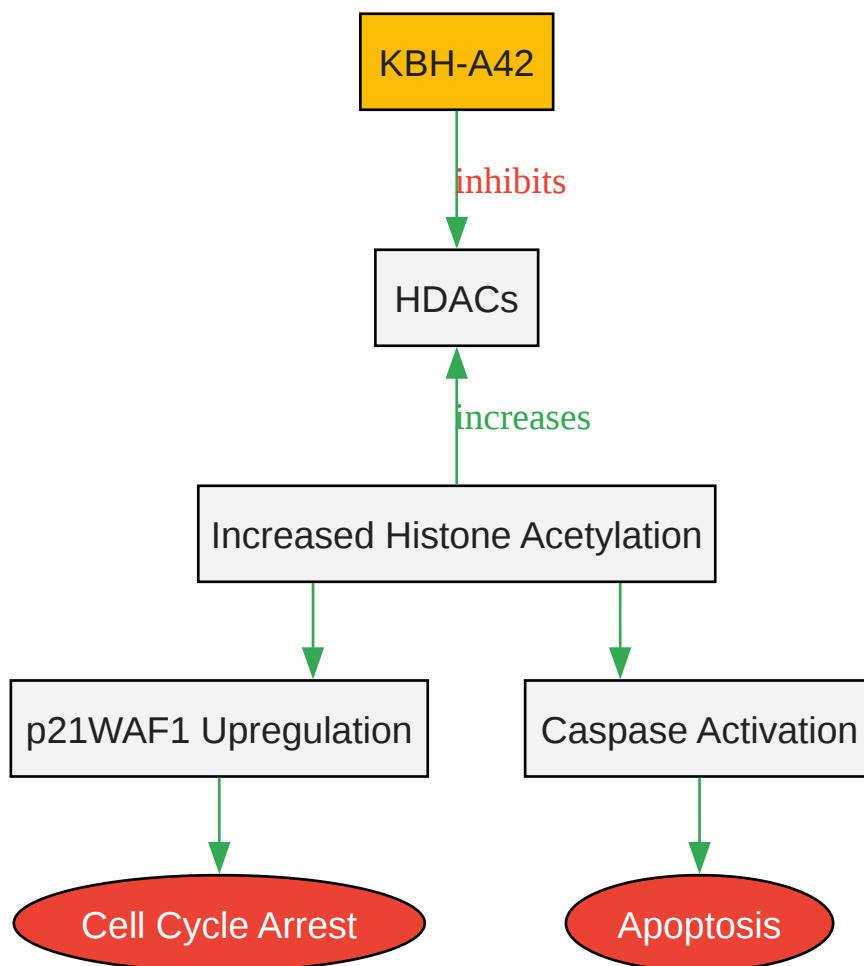 KBH-A42
inhibits
HDACs
increases
Increased Histone Acetylation
p21WAF1 Upregulation
Caspase Activation
Cell Cycle Arrest
Apoptosis